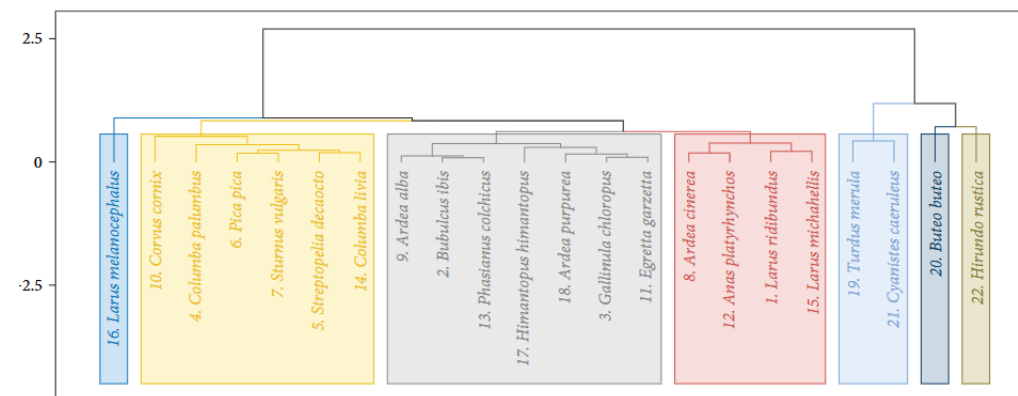 2.5
0
-2.5
16. Larus melanocephalus
10. Corvus cornix
4. Columba palumbus
6. Pica pica
7. Sturnus vulgaris
5. Streptopelia decaocto
14. Columba livia
9. Ardea alba
2. Bubulcus ibis
13. Phasianus colchicus
17. Himantopus himantopus
18. Ardea purpurea
3. Gallinula chloropus
11. Egretta garzetta
8. Ardea cinerea
12. Anas platyrhynchos
1. Larus ridibundus
15. Larus michahellis
19. Turdus merula
21. Cyanistes caeruleus
20. Buteo buteo
22. Hirundo rustica